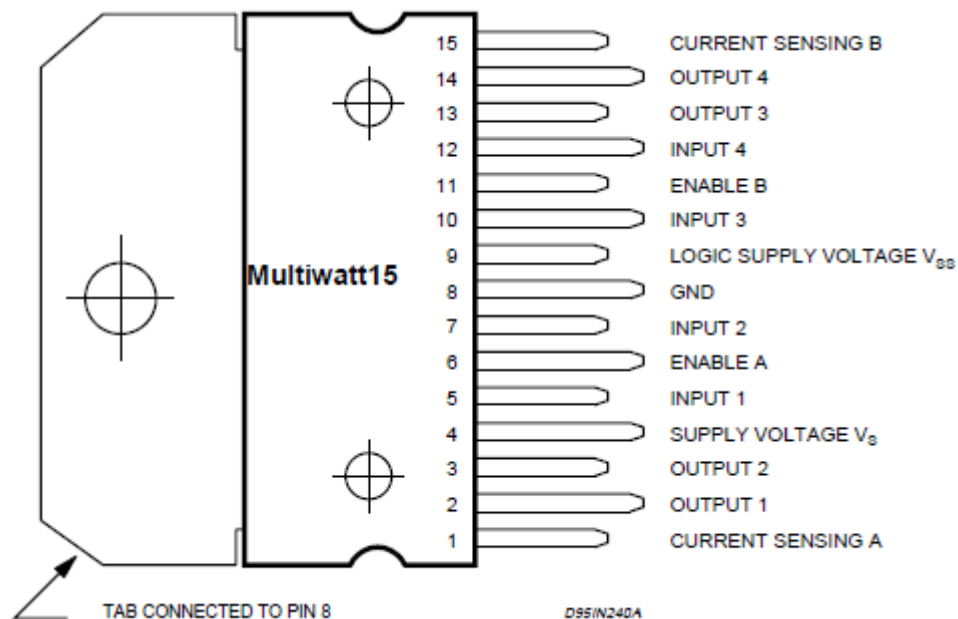 15 CURRENT SENSING B
14 OUTPUT 4
13 OUTPUT 3
12 INPUT 4
11 ENABLE B
10 INPUT 3
9 LOGIC SUPPLY VOLTAGE VSS
Multiwatt15
8 GND
7 INPUT 2
6 ENABLE A
5 INPUT 1
4 SUPPLY VOLTAGE VS
3 OUTPUT 2
2 OUTPUT 1
1 CURRENT SENSING A
TAB CONNECTED TO PIN 8
D95IN240A